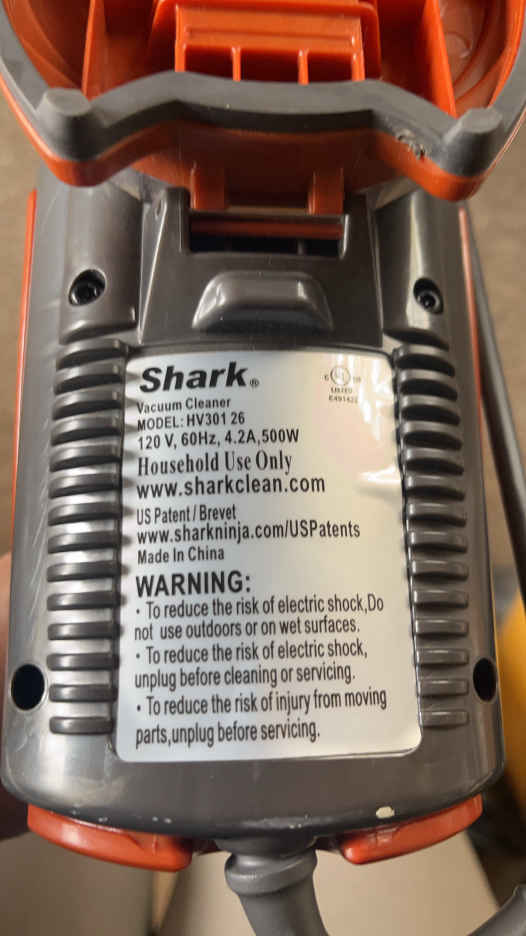 Shark®
C UL US
LISTED
Vacuum Cleaner
MODEL: HV301 26
120 V, 60Hz, 4.2A,500W
Household Use Only
www.sharkclean.com
US Patent / Brevet
www.sharkninja.com/USPatents
Made In China
WARNING:
• To reduce the risk of electric shock,Do
not use outdoors or on wet surfaces.
• To reduce the risk of electric shock,
unplug before cleaning or servicing.
• To reduce the risk of injury from moving
parts,unplug before servicing.